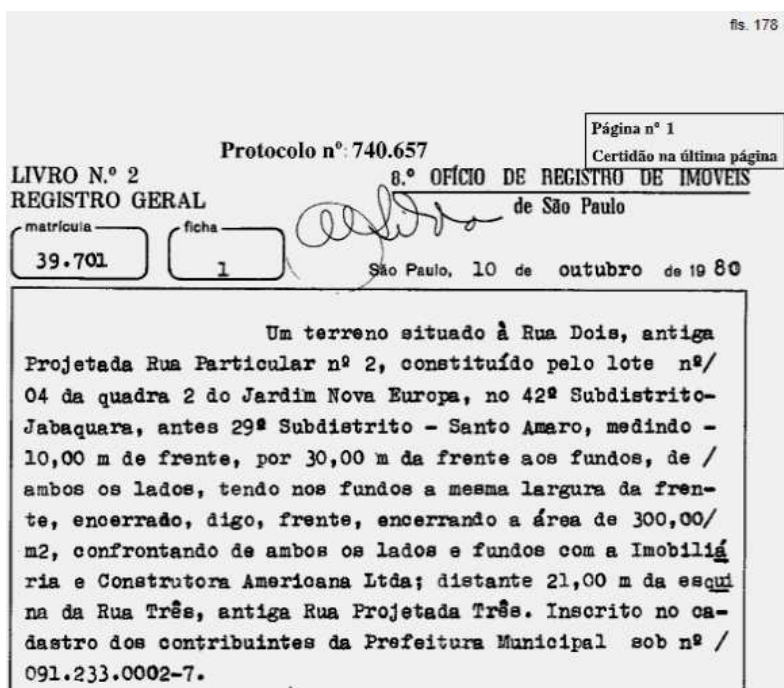 fls. 178
Página nº 1
Certidão na última página
Protocolo nº: 740.657
LIVRO N.º 2
REGISTRO GERAL
8.º OFÍCIO DE REGISTRO DE IMOVEIS
de São Paulo
matrícula
39.701
ficha
1
São Paulo, 10 de outubro de 1980
Um terreno situado à Rua Dois, antiga
Projetada Rua Particular nº 2, constituído pelo lote nº/
04 da quadra 2 do Jardim Nova Europa, no 42º Subdistrito-
Jabaquara, antes 29º Subdistrito - Santo Amaro, medindo -
10,00 m de frente, por 30,00 m da frente aos fundos, de /
ambos os lados, tendo nos fundos a mesma largura da fren-
te, encerrado, digo, frente, encerrando a área de 300,00/
m2, confrontando de ambos os lados e fundos com a Imobiliá
ria e Construtora Americana Ltda; distante 21,00 m da esqui
na da Rua Três, antiga Rua Projetada Três. Inscrito no ca-
dastro dos contribuintes da Prefeitura Municipal sob nº /
091.233.0002-7.